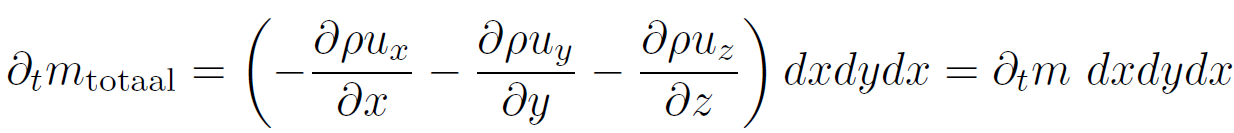 ∂ₜm_totaal = (−∂ρuₓ/∂x − ∂ρu_y/∂y − ∂ρu_z/∂z) dxdydx = ∂ₜm dxdydx